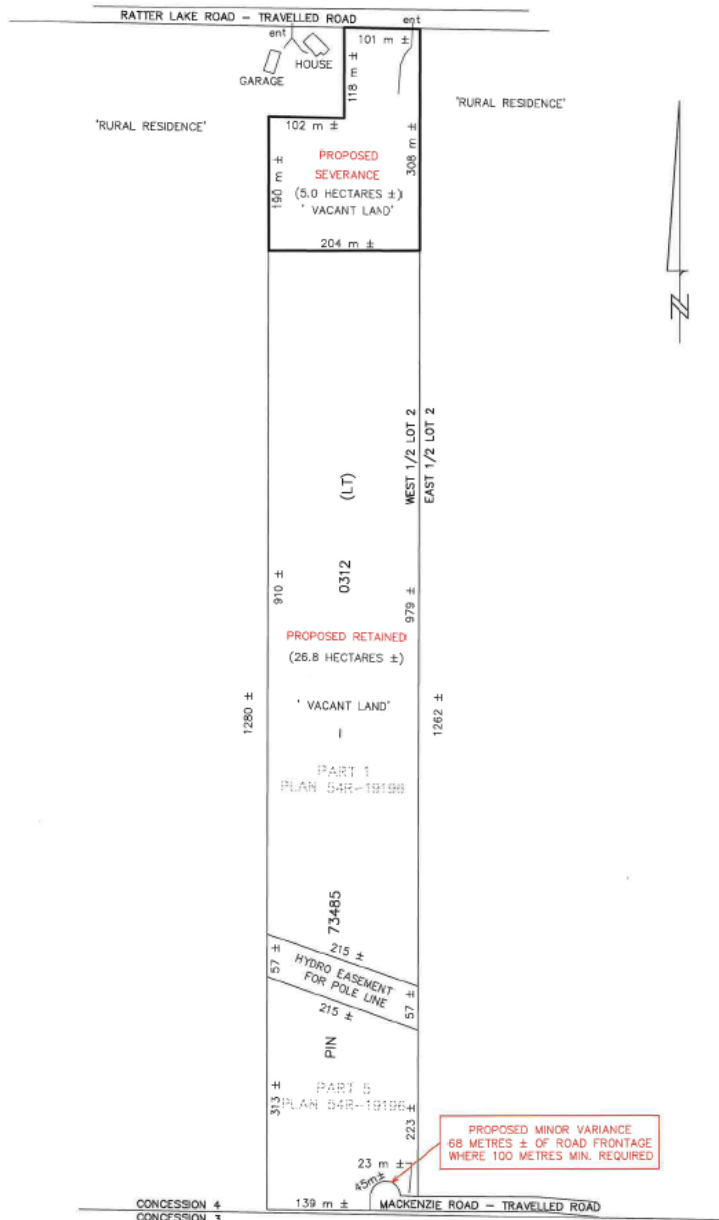 RATTER LAKE ROAD – TRAVELLED ROAD
ent
ent
101 m ±
HOUSE
GARAGE
118 m ±
'RURAL RESIDENCE'
'RURAL RESIDENCE'
102 m ±
308 m ±
190 m ±
PROPOSED
SEVERANCE
(5.0 HECTARES ±)
' VACANT LAND'
204 m ±
N
WEST 1/2 LOT 2
EAST 1/2 LOT 2
(LT)
910 ±
0312
979 ±
PROPOSED RETAINED
(26.8 HECTARES ±)
1280 ±
' VACANT LAND'
1262 ±
PART 1
PLAN 54R-19196
73485
215 ±
57 ±
HYDRO EASEMENT
FOR POLE LINE
57 ±
215 ±
PIN
PART 5
PLAN 54R-19196
313 ±
223 ±
PROPOSED MINOR VARIANCE
68 METRES ± OF ROAD FRONTAGE
WHERE 100 METRES MIN. REQUIRED
23 m ±
45m±
CONCESSION 4
139 m ±
MACKENZIE ROAD – TRAVELLED ROAD
CONCESSION 3